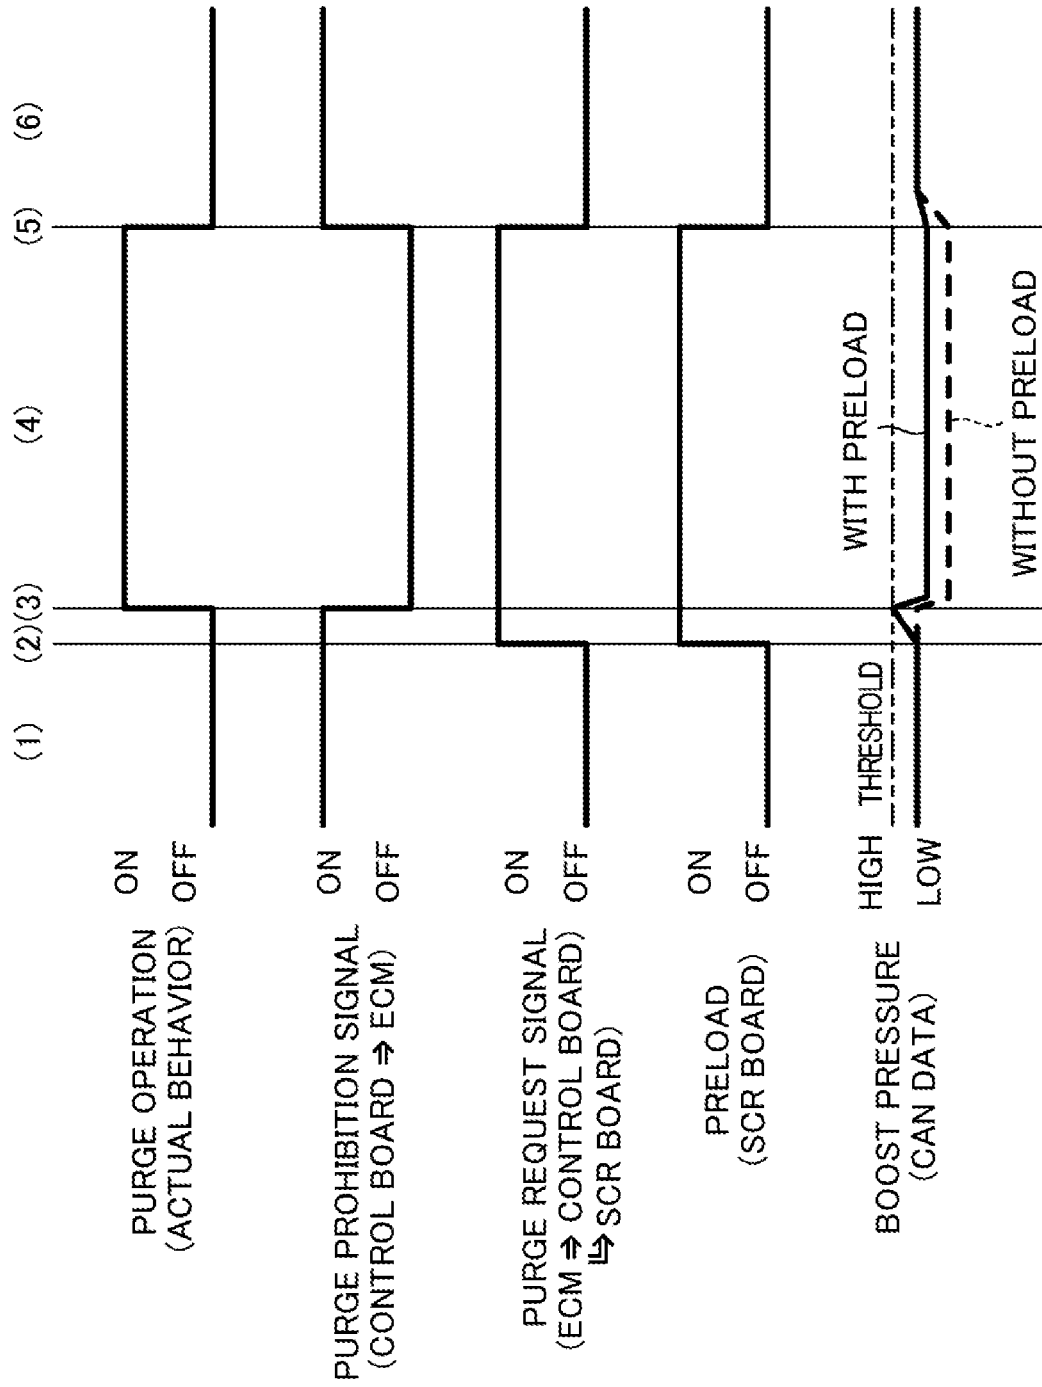 (1)
(2)
(3)
(4)
(5)
(6)
PURGE OPERATION
(ACTUAL BEHAVIOR)
ON
OFF
PURGE PROHIBITION SIGNAL
(CONTROL BOARD ⇒ ECM)
ON
OFF
PURGE REQUEST SIGNAL
(ECM ⇒ CONTROL BOARD)
SCR BOARD)
ON
OFF
PRELOAD
(SCR BOARD)
ON
OFF
BOOST PRESSURE
(CAN DATA)
HIGH
LOW
THRESHOLD
WITH PRELOAD
WITHOUT PRELOAD